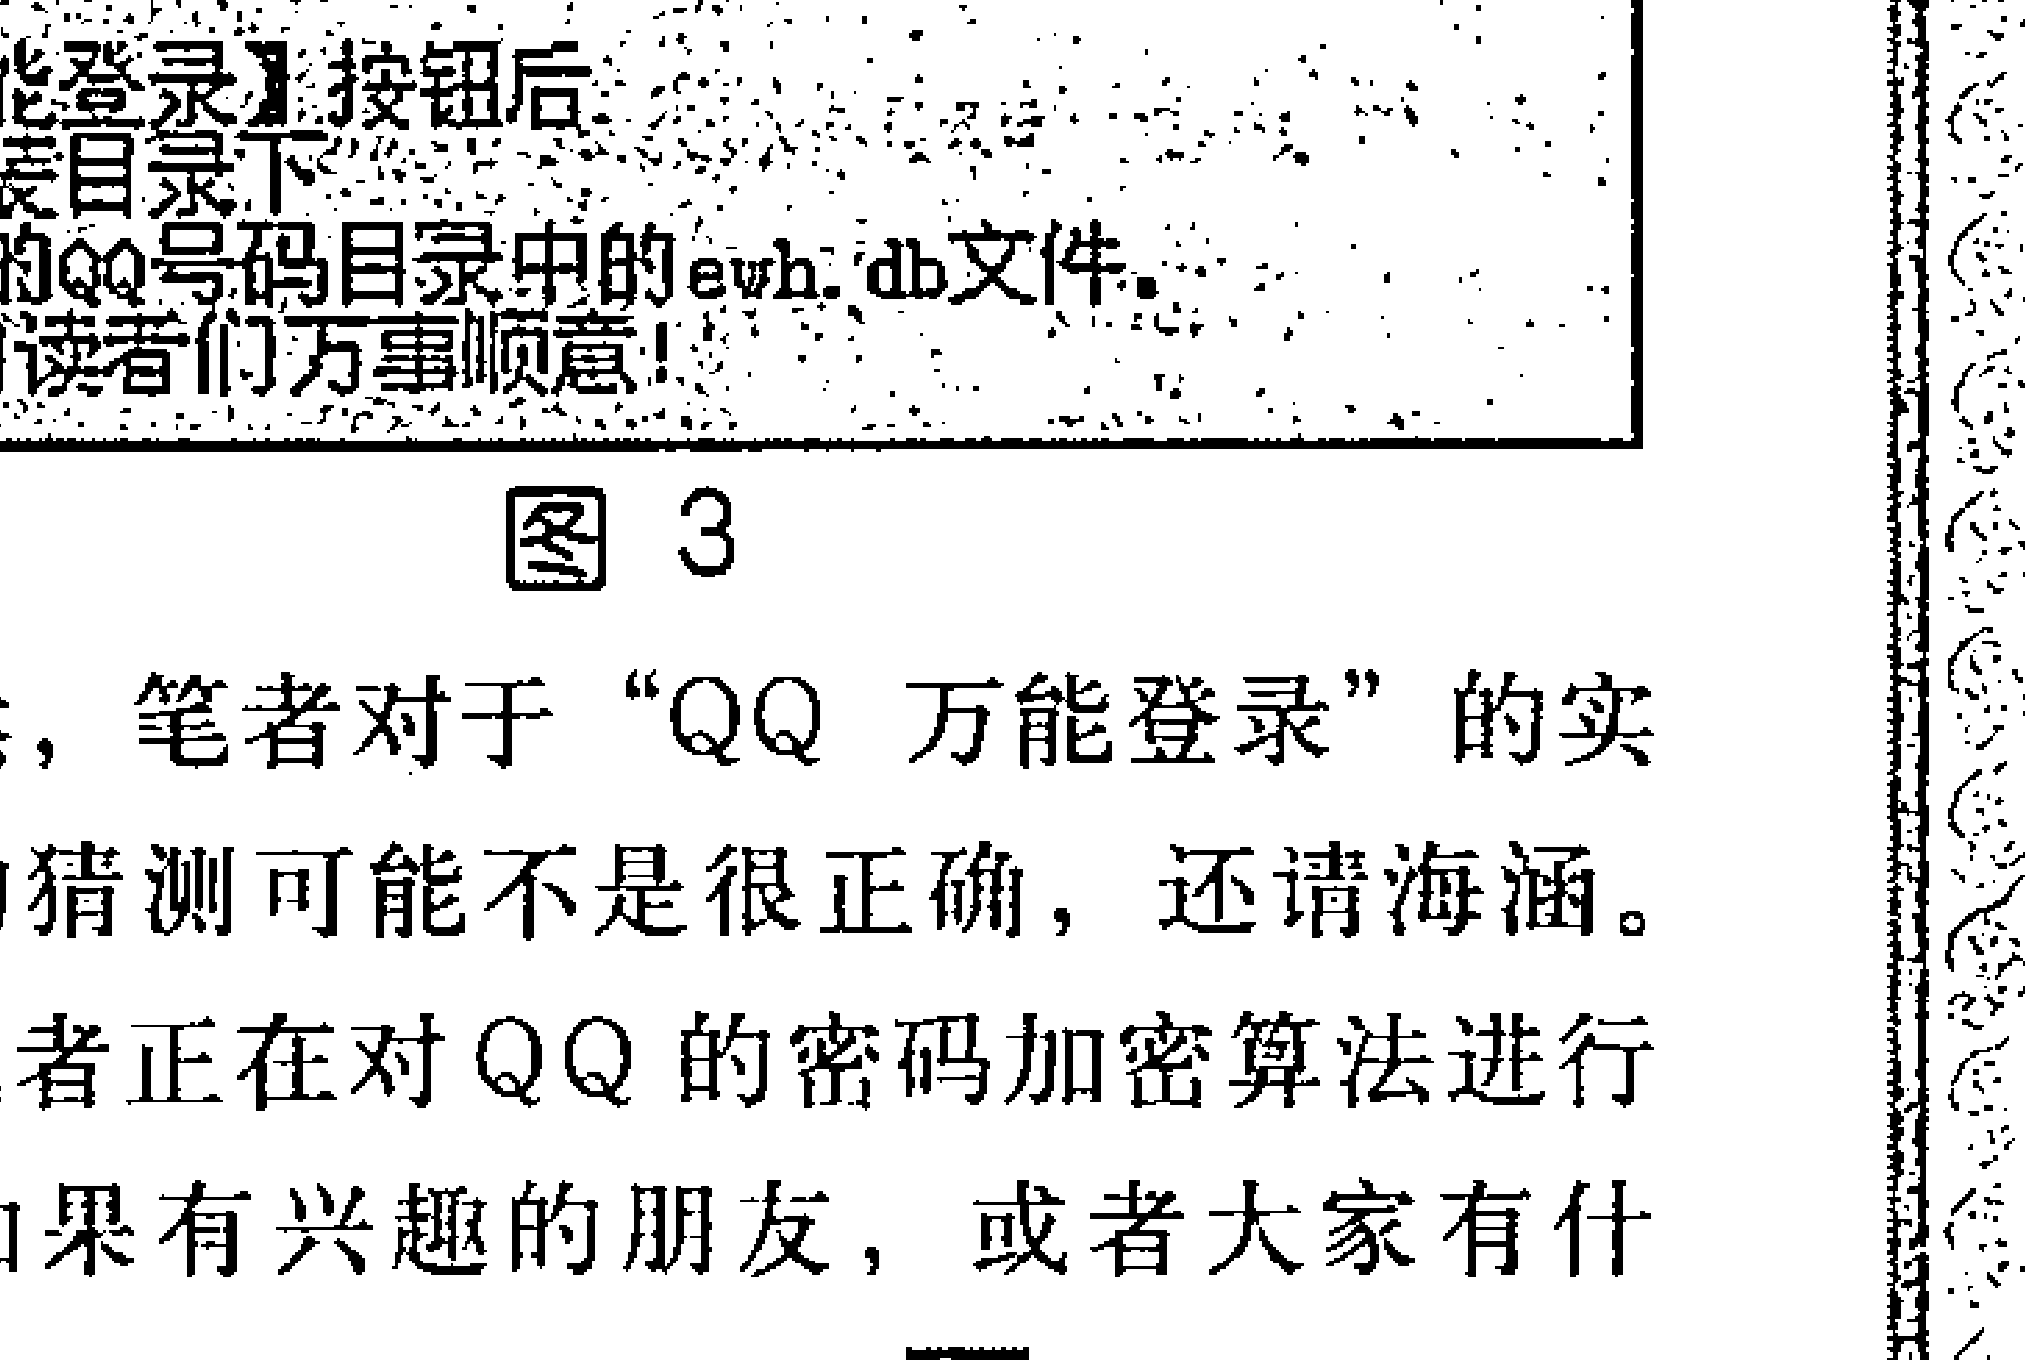 能登录】按钮后
装目录下
的QQ号码目录中的ewh.db文件。
读者们万事顺意!
图 3
,笔者对于“QQ 万能登录”的实
猜测可能不是很正确,还请海涵。
者正在对QQ的密码加密算法进行
如果有兴趣的朋友,或者大家有什